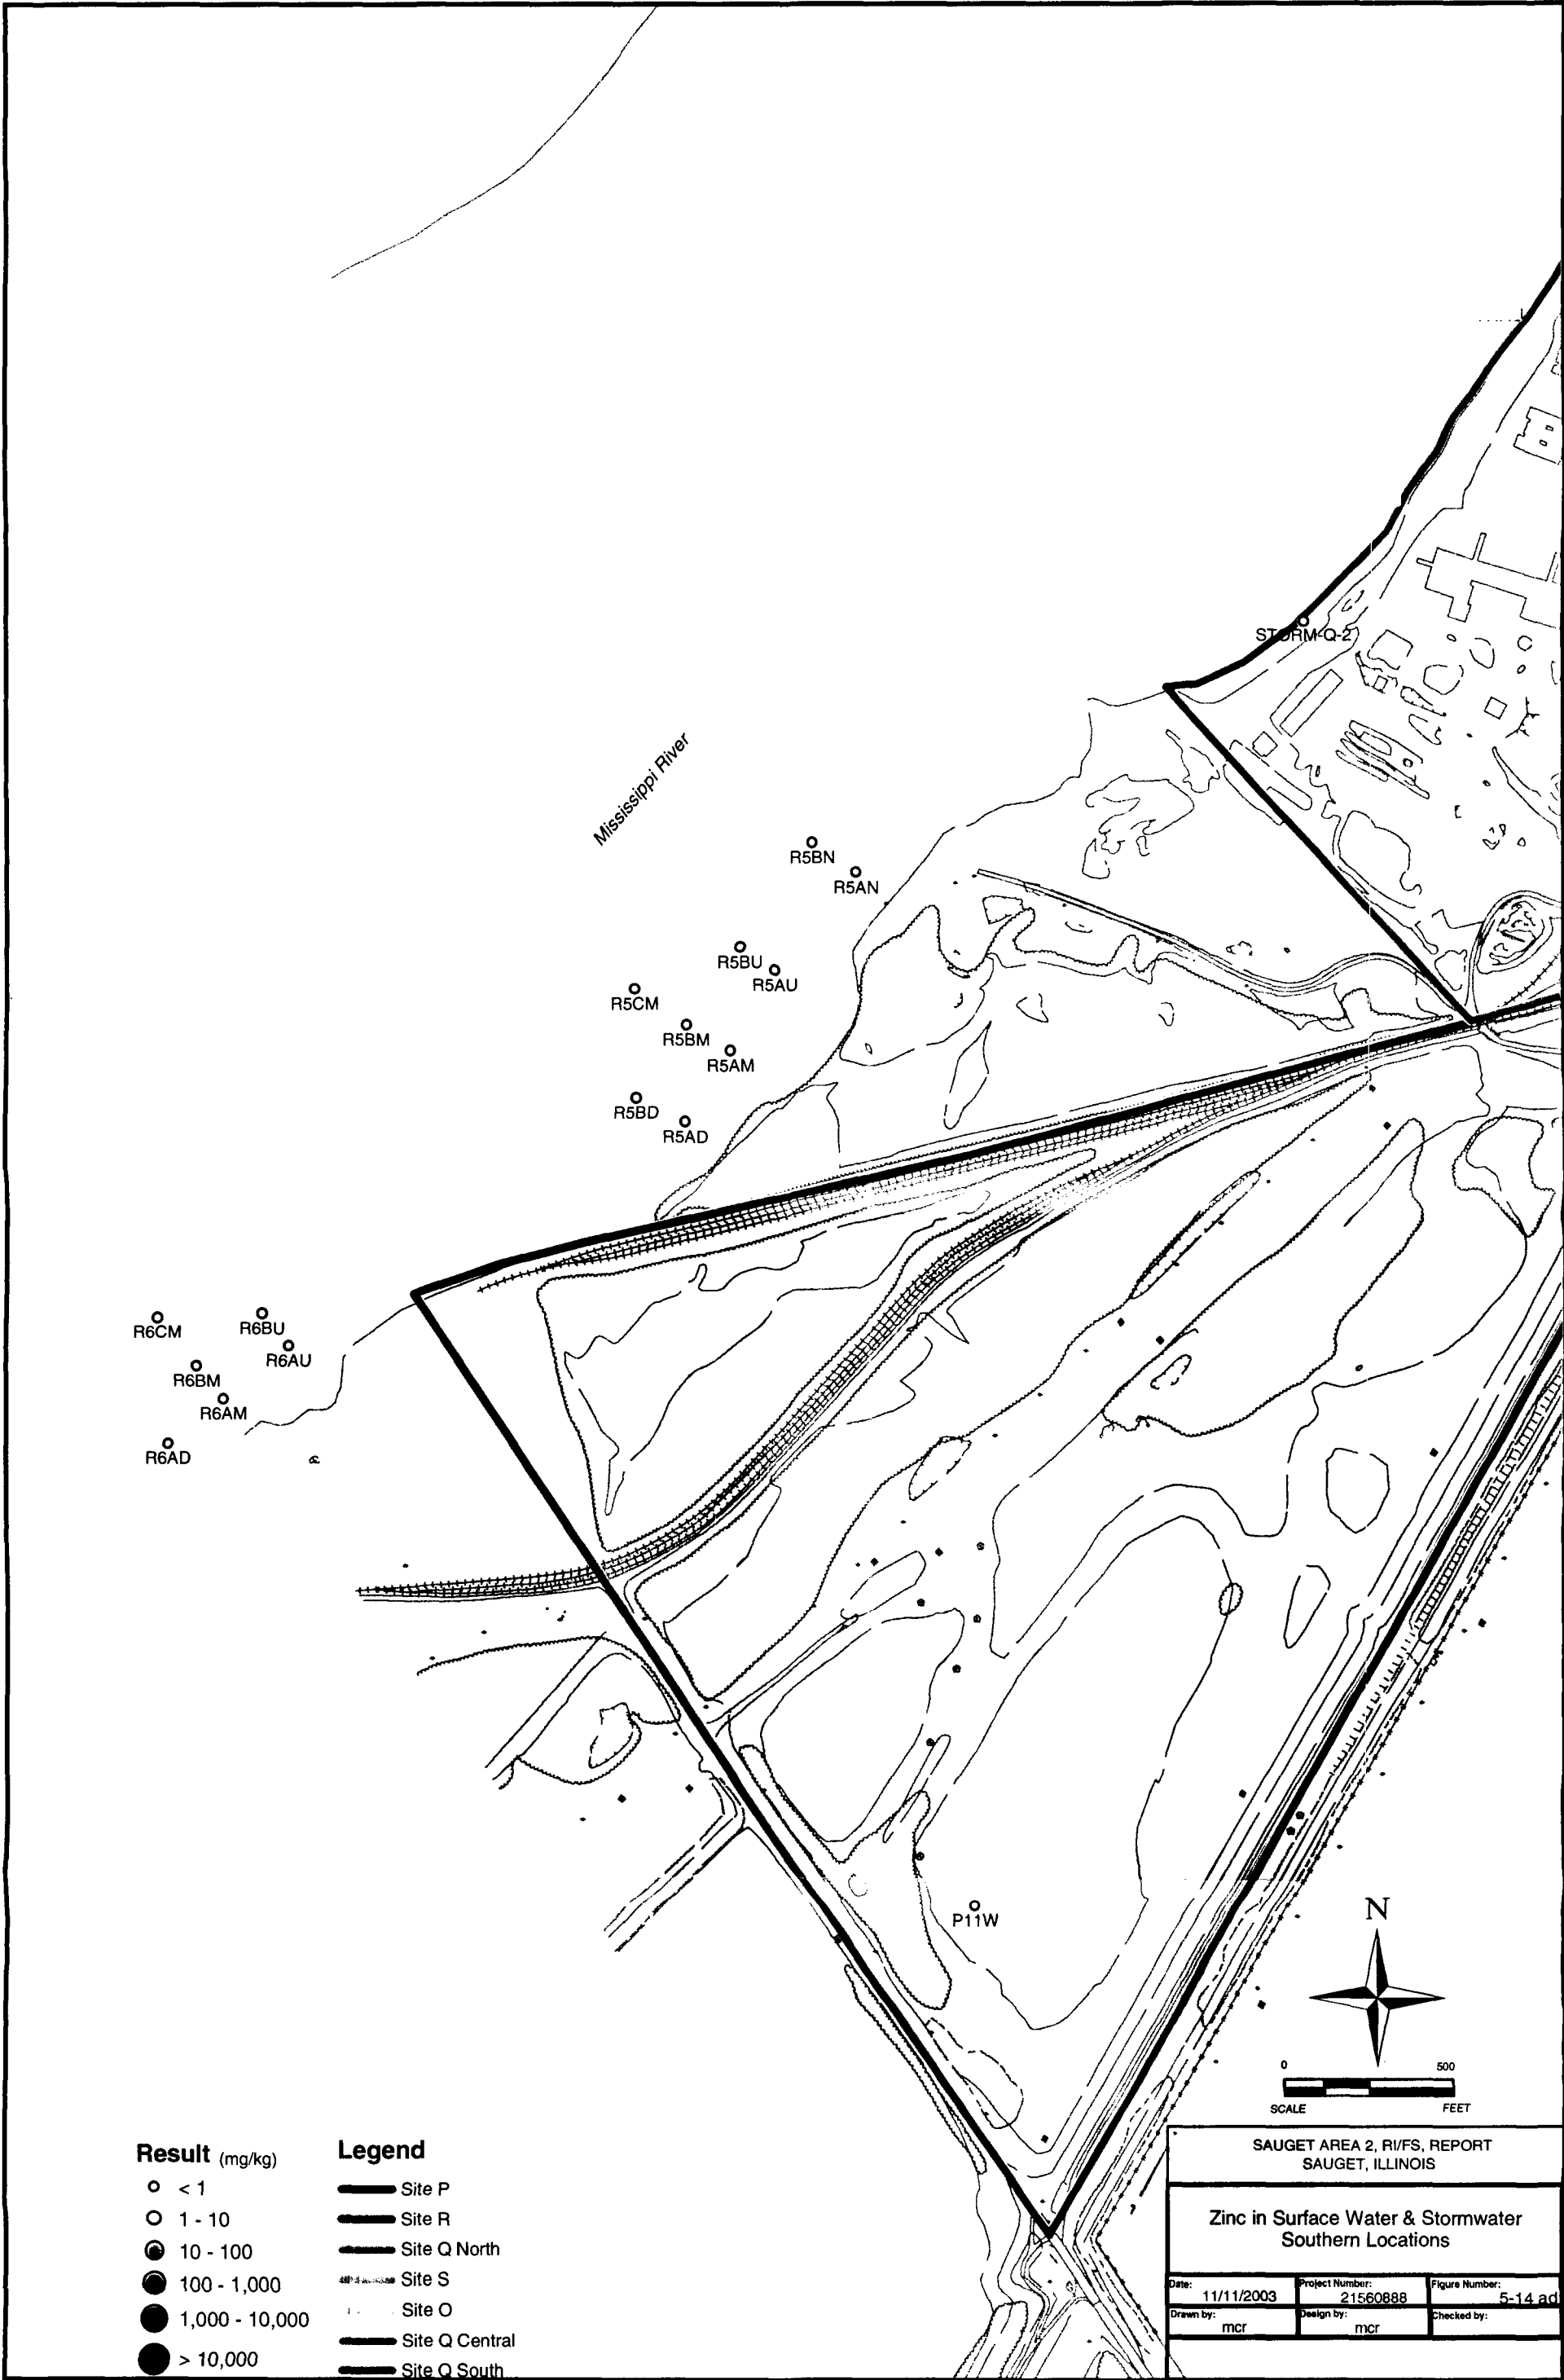 STORM-Q-2
Mississippi River
R5BN
R5AN
R5BU
R5AU
R5CM
R5BM
R5AM
R5BD
R5AD
R6CM
R6BU
R6AU
R6BM
R6AM
R6AD
P11W
N
0 500
SCALE FEET
Result (mg/kg)
< 1
1 - 10
10 - 100
100 - 1,000
1,000 - 10,000
> 10,000
Legend
Site P
Site R
Site Q North
Site S
Site O
Site Q Central
Site Q South
SAUGET AREA 2, RI/FS, REPORT
SAUGET, ILLINOIS
Zinc in Surface Water & Stormwater
Southern Locations
Date: 11/11/2003
Project Number: 21560888
Figure Number: 5-14 ad
Drawn by: mcr
Design by: mcr
Checked by: